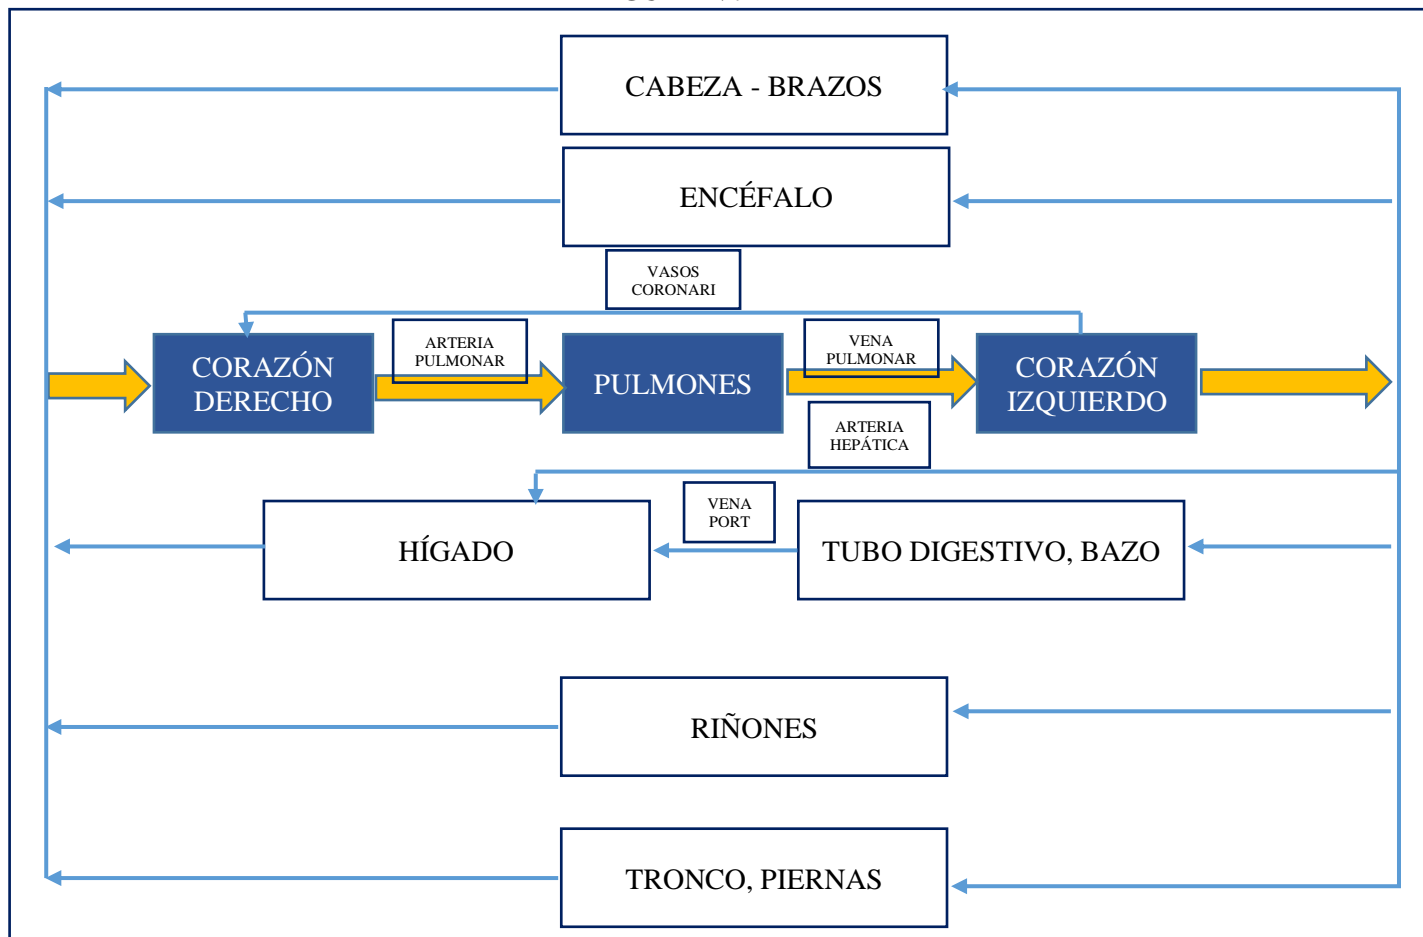 CABEZA - BRAZOS
ENCÉFALO
VASOS
CORONARI
CORAZÓN
DERECHO
ARTERIA
PULMONAR
PULMONES
VENA
PULMONAR
CORAZÓN
IZQUIERDO
ARTERIA
HEPÁTICA
HÍGADO
VENA
PORT
TUBO DIGESTIVO, BAZO
RIÑONES
TRONCO, PIERNAS